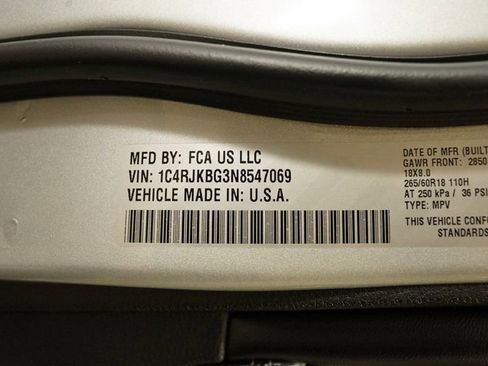 MFD BY: FCA US LLC
VIN: 1C4RJKBG3N8547069
VEHICLE MADE IN: U.S.A.
DATE OF MFR (BUILT
GAWR FRONT: 2850
18X8.0
265/60R18 110H
AT 250 kPa / 36 PSI
TYPE: MPV
THIS VEHICLE CONFO
STANDARDS